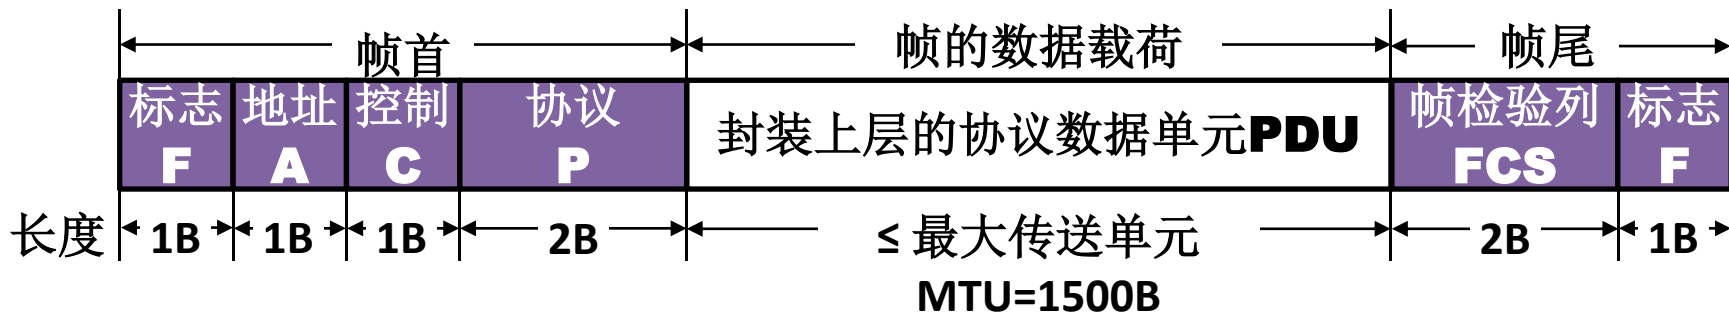 帧首 帧的数据载荷 帧尾
标志 地址 控制 协议 封装上层的协议数据单元PDU 帧检验列 标志
F A C P FCS F
长度 1B 1B 1B 2B ≤ 最大传送单元 2B 1B
MTU=1500B